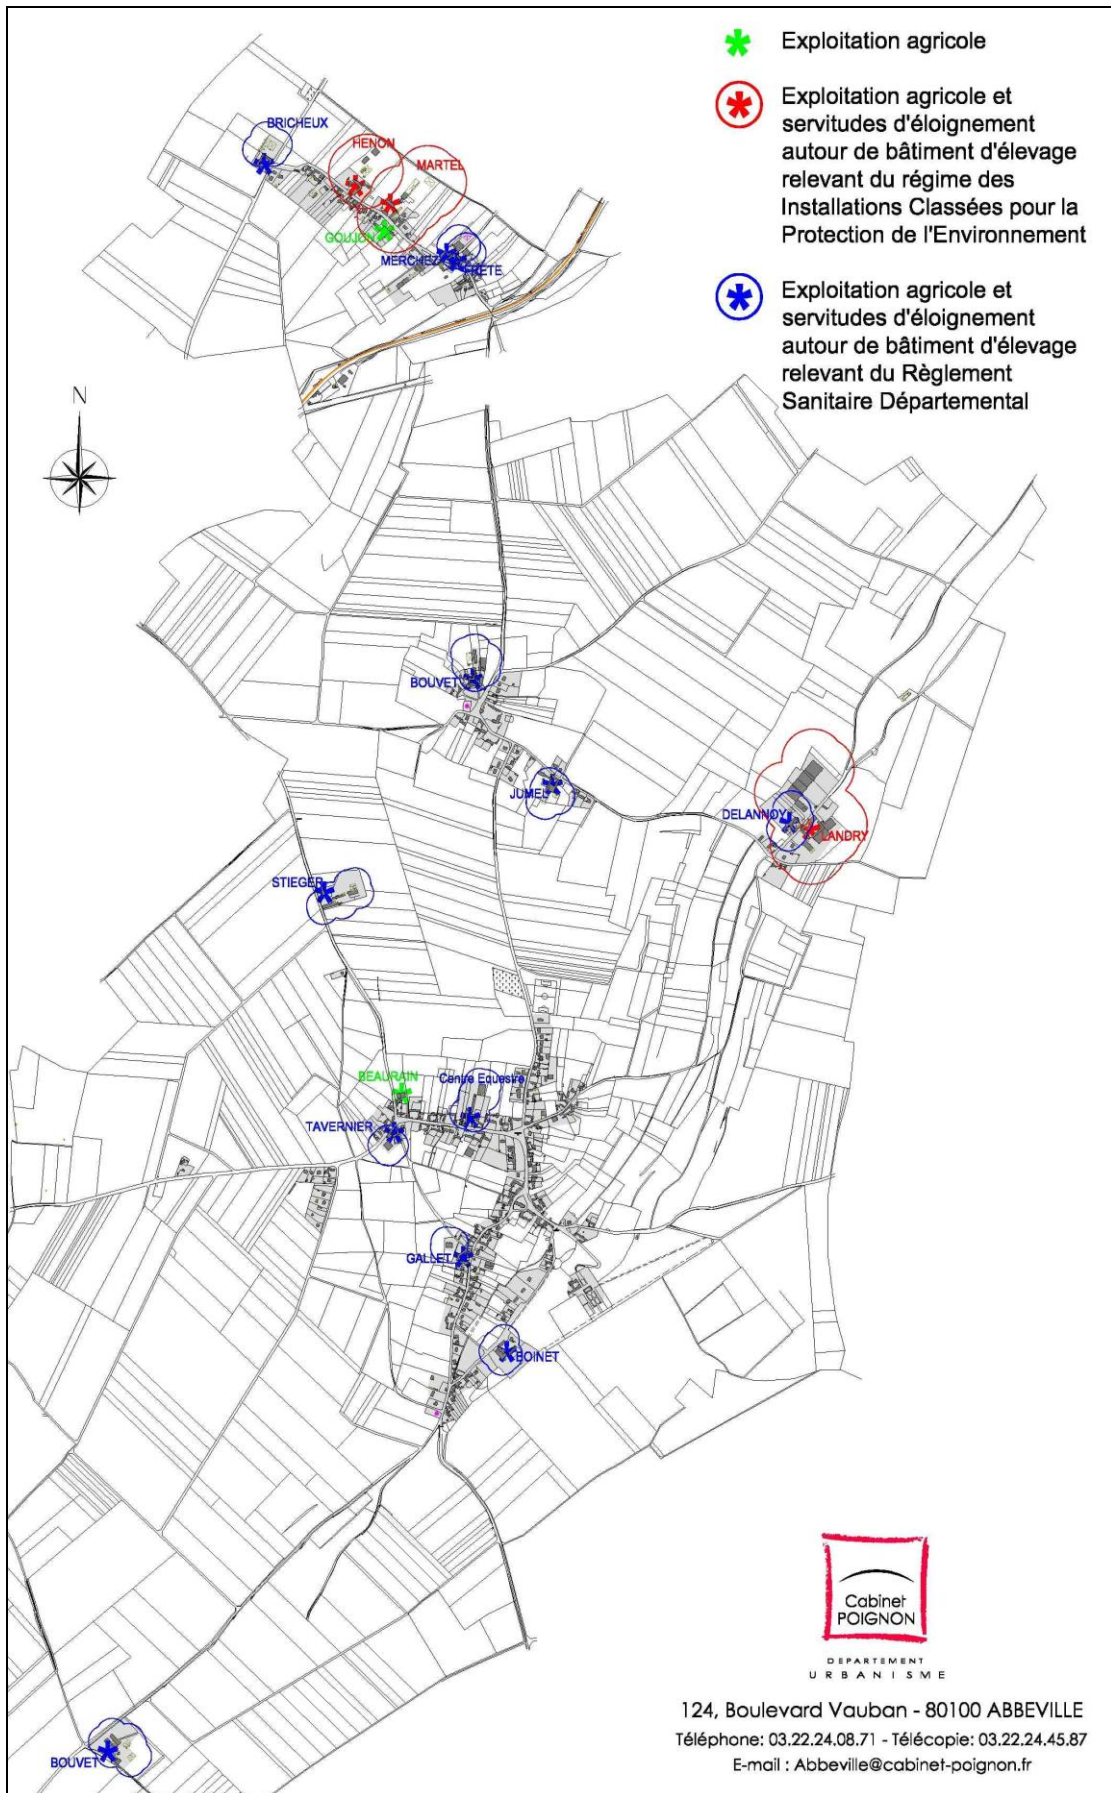 Exploitation agricole
Exploitation agricole et
servitudes d'éloignement
autour de bâtiment d'élevage
relevant du régime des
Installations Classées pour la
Protection de l'Environnement
Exploitation agricole et
servitudes d'éloignement
autour de bâtiment d'élevage
relevant du Règlement
Sanitaire Départemental
BRICHEUX
HENON
MARTEL
GOUJON
MERCHEZ
FRETE
N
BOUVET
JUMEL
DELANNOY
LANDRY
STIEGER
BEAURAIN
Centre Equestre
TAVERNIER
GALLET
BOINET
BOUVET
Cabinet
POIGNON
DEPARTEMENT
URBANISME
124, Boulevard Vauban - 80100 ABBEVILLE
Téléphone: 03.22.24.08.71 - Télécopie: 03.22.24.45.87
E-mail : Abbeville@cabinet-poignon.fr